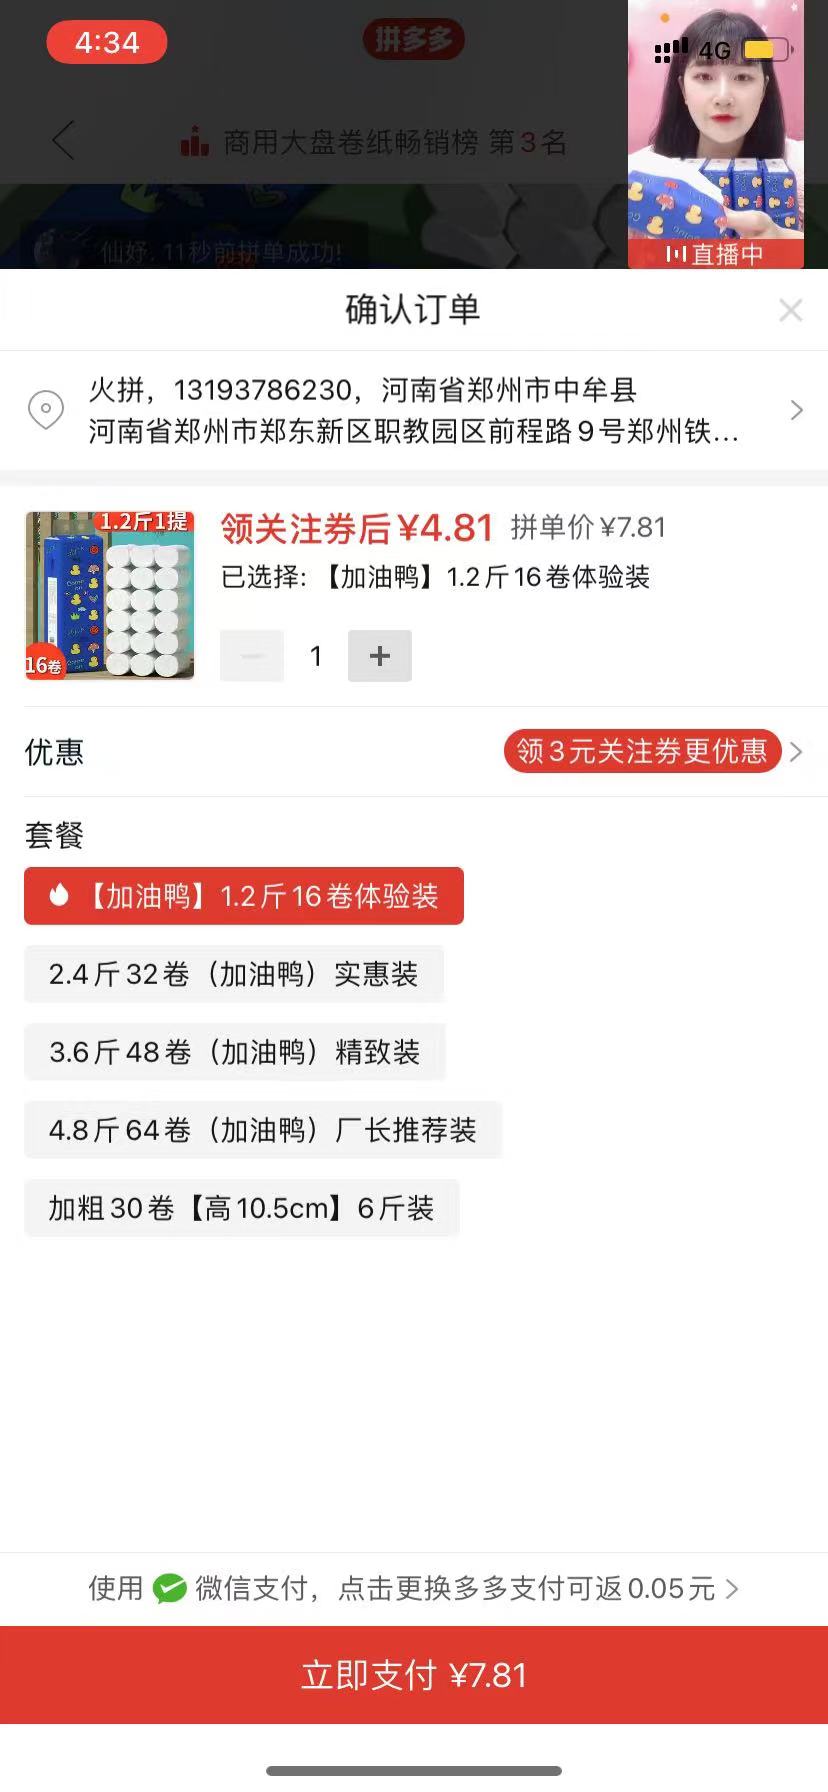 4:34
拼多多
4G
商用大盘卷纸畅销榜 第3名
仙妤. 11秒前拼单成功!
直播中
确认订单
火拼，13193786230，河南省郑州市中牟县
河南省郑州市郑东新区职教园区前程路9号郑州铁...
1.2斤1提
16卷
领关注券后¥4.81 拼单价¥7.81
已选择：【加油鸭】1.2斤16卷体验装
1
优惠
领3元关注券更优惠
套餐
【加油鸭】1.2斤16卷体验装
2.4斤32卷（加油鸭）实惠装
3.6斤48卷（加油鸭）精致装
4.8斤64卷（加油鸭）厂长推荐装
加粗30卷【高10.5cm】6斤装
使用 微信支付，点击更换多多支付可返0.05元
立即支付 ¥7.81